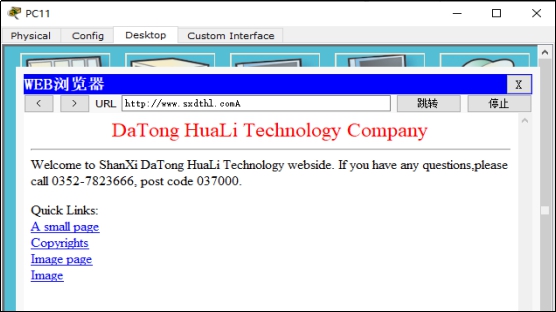 PC11
Physical Config Desktop Custom Interface
WEB浏览器 X
< > URL http://www.sxdthl.comA 跳转 停止
DaTong HuaLi Technology Company
Welcome to ShanXi DaTong HuaLi Technology webside. If you have any questions,please
call 0352-7823666, post code 037000.
Quick Links:
A small page
Copyrights
Image page
Image